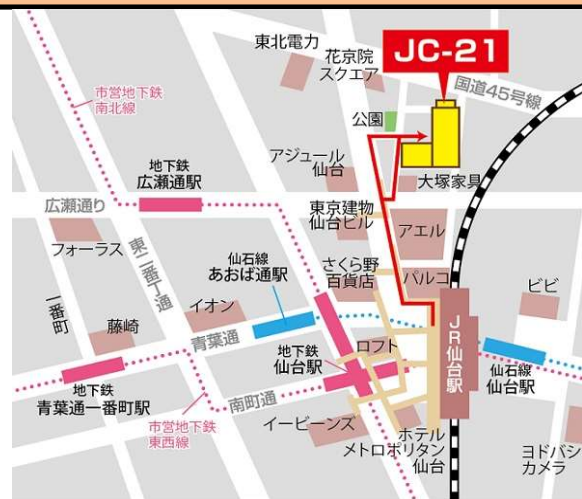 東北電力
花京院
スクエア
JC-21
国道45号線
市営地下鉄
南北線
公園
地下鉄
広瀬通駅
アジュール
仙台
大塚家具
広瀬通り
東京建物
仙台ビル
アエル
フォーラス
東二番丁通
仙石線
あおば通駅
さくら野
百貨店
パルコ
ビビ
一番町
藤崎
イオン
青葉通
地下鉄
仙台駅
ロフト
JR仙台駅
仙石線
仙台駅
地下鉄
青葉通一番町駅
南町通
市営地下鉄
東西線
イービーンズ
ホテル
メトロポリタン
仙台
ヨドバシ
カメラ